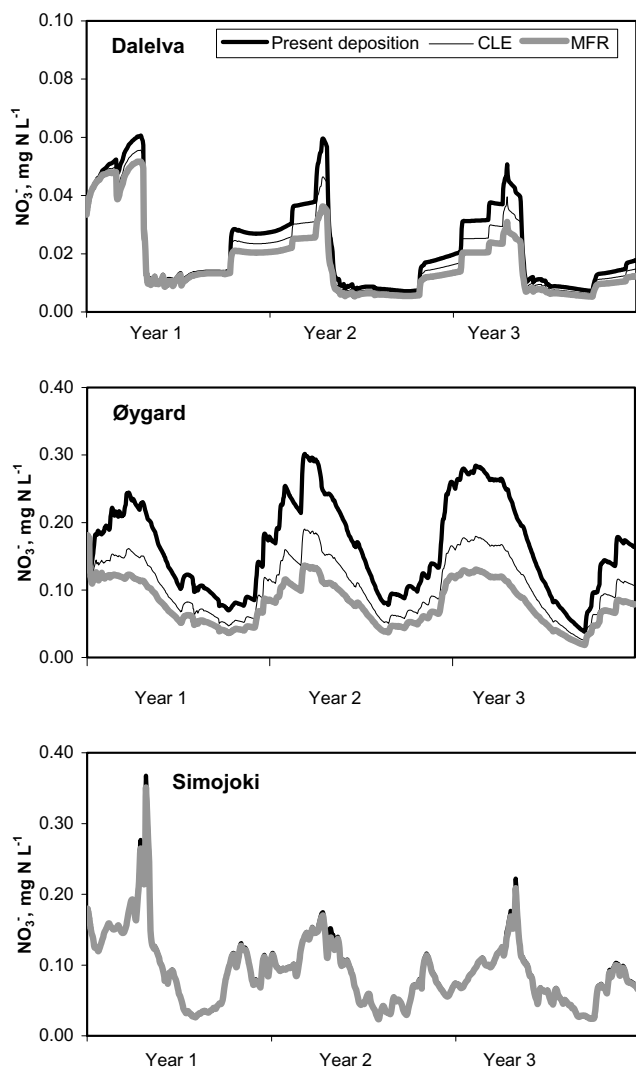 0.10
Dalelva
Present deposition CLE MFR
0.08
0.06
0.04
0.02
0.00
NO3-, mg N L-1
Year 1 Year 2 Year 3
0.40
Øygard
0.30
0.20
0.10
0.00
NO3-, mg N L-1
Year 1 Year 2 Year 3
0.40
Simojoki
0.30
0.20
0.10
0.00
NO3-, mg N L-1
Year 1 Year 2 Year 3